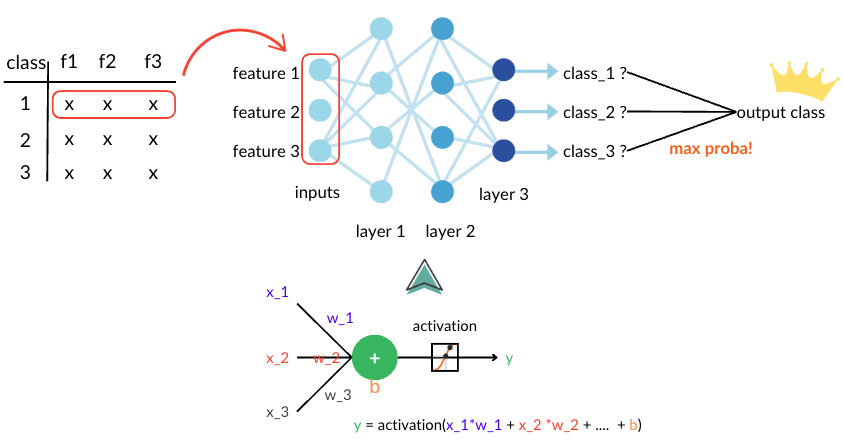 class f1 f2 f3
1 x x x
2 x x x
3 x x x
feature 1
feature 2
feature 3
inputs
layer 1
layer 2
layer 3
class_1 ?
class_2 ?
class_3 ?
output class
max proba!
x_1
w_1
x_2
w_2
x_3
w_3
+
b
activation
y
y = activation(x_1*w_1 + x_2 *w_2 + .... + b)